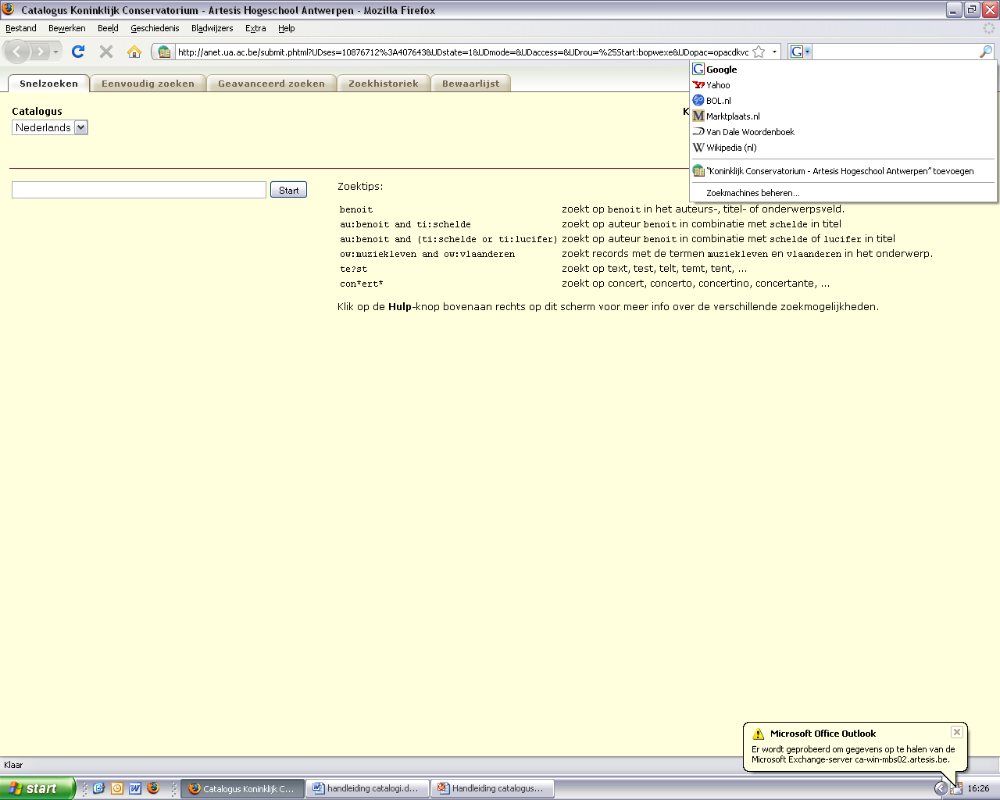 Catalogus Koninklijk Conservatorium - Artesis Hogeschool Antwerpen - Mozilla Firefox
Bestand Bewerken Beeld Geschiedenis Bladwijzers Extra Help
http://anet.ua.ac.be/submit.phtml?UDses=10876712%3A407643&UDstate=1&UDmode=&UDaccess=&UDrou=%25Start:bopwexe&UDopac=opacdkvc
Snelzoeken Eenvoudig zoeken Geavanceerd zoeken Zoekhistoriek Bewaarlijst
Google
Yahoo
BOL.nl
Marktplaats.nl
Van Dale Woordenboek
Wikipedia (nl)
"Koninklijk Conservatorium - Artesis Hogeschool Antwerpen" toevoegen
Zoekmachines beheren...
Catalogus
K
Nederlands
Start
Zoektips:
benoit zoekt op benoit in het auteurs-, titel- of onderwerpsveld.
au:benoit and ti:schelde zoekt op auteur benoit in combinatie met schelde in titel
au:benoit and (ti:schelde or ti:lucifer) zoekt op auteur benoit in combinatie met schelde of lucifer in titel
ow:muziekleven and ow:vlaanderen zoekt records met de termen muziekleven en vlaanderen in het onderwerp.
te?st zoekt op text, test, telt, temt, tent, ...
con*ert* zoekt op concert, concerto, concertino, concertante, ...
Klik op de Hulp-knop bovenaan rechts op dit scherm voor meer info over de verschillende zoekmogelijkheden.
Microsoft Office Outlook
Er wordt geprobeerd om gegevens op te halen van de
Microsoft Exchange-server ca-win-mbs02.artesis.be.
Klaar
start Catalogus Koninklijk C... handleiding catalogi.d... Handleiding catalogus... 16:26